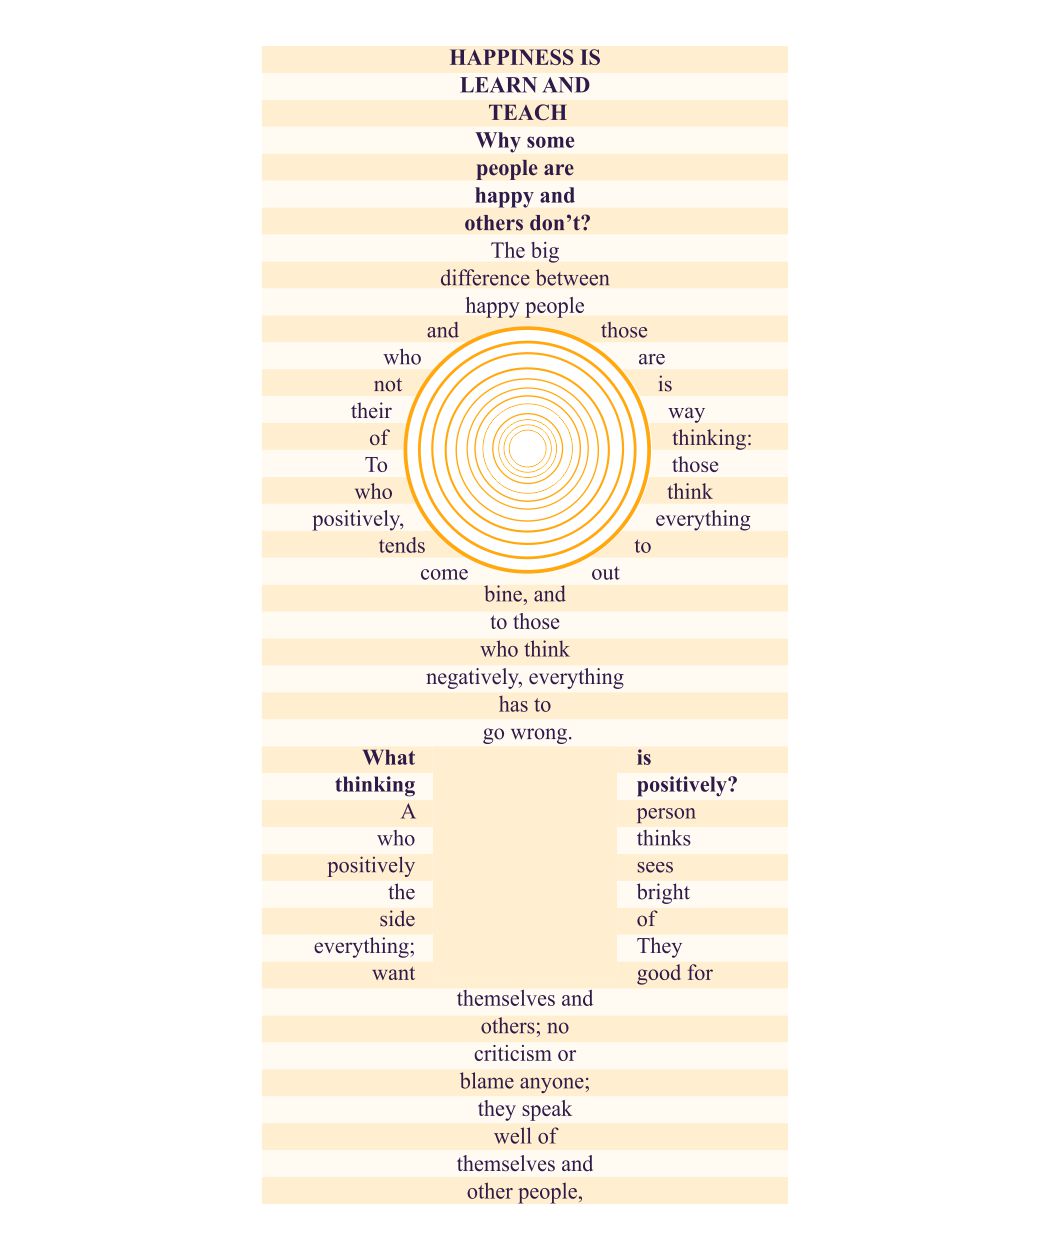 HAPPINESS IS
LEARN AND
TEACH
Why some
people are
happy and
others don’t?
The big
difference between
happy people
and those
who are
not is
their way
of thinking:
To those
who think
positively, everything
tends to
come out
bine, and
to those
who think
negatively, everything
has to
go wrong.
What is
thinking positively?
A person
who thinks
positively sees
the bright
side of
everything; They
want good for
themselves and
others; no
criticism or
blame anyone;
they speak
well of
themselves and
other people,